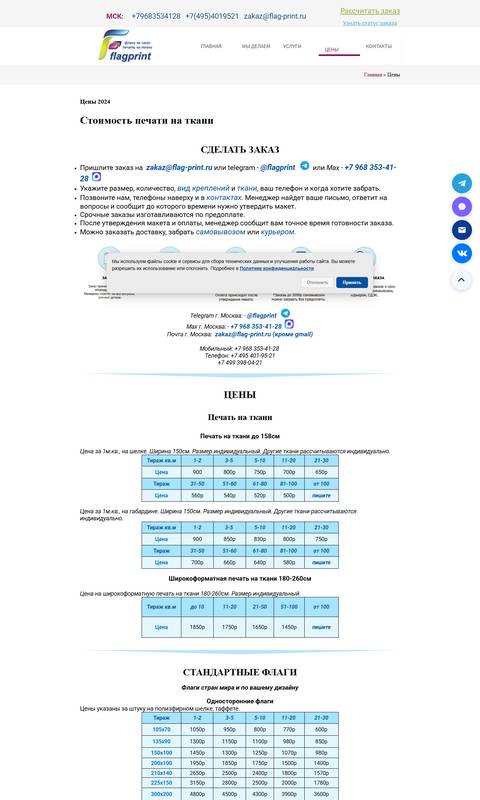 МСК: +79683534128 +7(495)4019521 zakaz@flag-print.ru
Рассчитать заказ
Узнать статус заказа
флаги на заказ
печать на ткани
flagprint
ГЛАВНАЯ МЫ ДЕЛАЕМ УСЛУГИ ЦЕНЫ КОНТАКТЫ
Главная » Цены
Цены 2024
Стоимость печати на ткани
СДЕЛАТЬ ЗАКАЗ
Пришлите заказ на zakaz@flag-print.ru или telegram - @flagprint или Max - +7 968 353-41-28
Укажите размер, количество, вид креплений и ткани, ваш телефон и когда хотите забрать.
Позвоните нам, телефоны наверху и в контактах. Менеджер найдет ваше письмо, ответит на
вопросы и сообщит до которого времени нужно утвердить макет.
Срочные заказы изготавливаются по предоплате.
После утверждения макета и оплаты, менеджер сообщит вам точное время готовности заказа.
Можно заказать доставку, забрать самовывозом или курьером.
Мы используем файлы cookie и сервисы для сбора технических данных и улучшения работы сайта. Вы можете
разрешить их использование или отклонить. Подробнее в Политике конфиденциальности
Отклонить Принять
Оплата происходит после
утверждения макета
Telegram г. Москва: - @flagprint
Max г. Москва: - +7 968 353-41-28
Почта г. Москва: zakaz@flag-print.ru (кроме gmail)
Мобильный: +7 968 353-41-28
Телефон: +7 495 401-95-21
+7 499 398-04-21
ЦЕНЫ
Печать на ткани
Печать на ткани до 158см
Цена за 1м.кв., на шелке. Ширина 150см. Размер индивидуальный. Другие ткани рассчитываются индивидуально.
Тираж кв.м 1-2 3-5 5-10 11-20 21-30
Цена 900 800р 750р 700р 650р
Тираж 31-50 51-60 61-80 81-100 от 100
Цена 560р 540р 520р 500р пишите
Цена за 1м.кв., на габардине. Ширина 150см. Размер индивидуальный. Другие ткани рассчитываются
индивидуально.
Тираж кв.м 1-2 3-5 5-10 11-20 21-30
Цена 900 850р 830р 800р 750р
Тираж 31-50 51-60 61-80 81-100 от 100
Цена 700р 660р 640р 580р пишите
Широкоформатная печать на ткани 180-260см
Цена на широкоформатную печать на ткани 180-260см. Размер индивидуальный.
Тираж кв.м до 10 11-20 21-50 51-100 от 100
Цена 1850р 1750р 1650р 1450р пишите
СТАНДАРТНЫЕ ФЛАГИ
Флаги стран мира и по вашему дизайну
Односторонние флаги
Цены указаны за штуку на полиэфирном шелке, таффете.
Тираж 1-2 3-5 5-10 11-20 21-30
105х70 1050р 950р 800р 770р 600р
135х90 1300р 1150р 1100р 980р 850р
150х100 1450р 1300р 1250р 1070р 980р
200х100 1950р 1850р 1750р 1500р 1400р
210х140 2650р 2500р 2400р 1800р 1570р
225х150 3150р 2800р 2500р 2000р 1780р
300х200 4800р 4500р 4300р 3900р 3600р